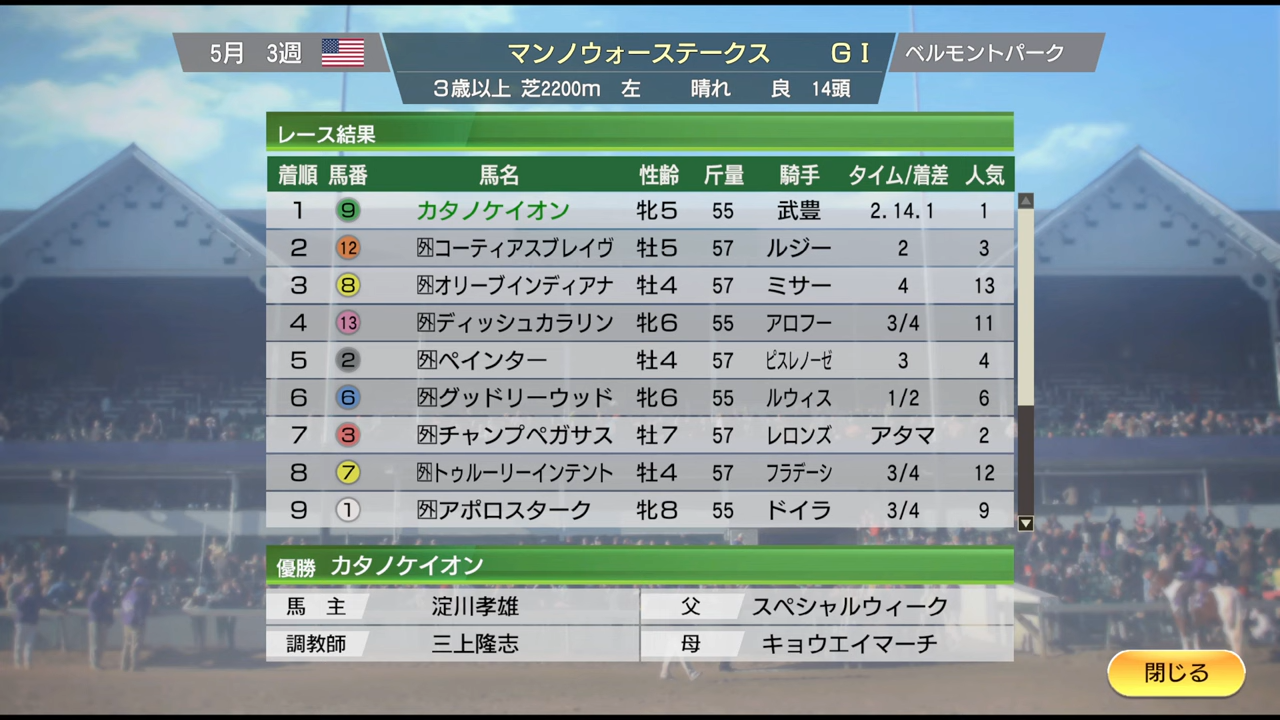 5月 3週 マンノウォーステークス GⅠ ベルモントパーク
3歳以上 芝2200m 左 晴れ 良 14頭
レース結果
着順 馬番 馬名 性齢 斤量 騎手 タイム/着差 人気
1 9 カタノケイオン 牝5 55 武豊 2.14.1 1
2 12 外コーティアスブレイヴ 牡5 57 ルジー 2 3
3 8 外オリーブインディアナ 牡4 57 ミサー 4 13
4 13 外ディッシュカラリン 牝6 55 アロフー 3/4 11
5 2 外ペインター 牡4 57 ピスレノーゼ 3 4
6 6 外グッドリーウッド 牝6 55 ルウィス 1/2 6
7 3 外チャンプペガサス 牡7 57 レロンズ アタマ 2
8 7 外トゥルーリーインテント 牡4 57 フラデーシ 3/4 12
9 1 外アポロスターク 牝8 55 ドイラ 3/4 9
優勝 カタノケイオン
馬主 淀川孝雄 父 スペシャルウィーク
調教師 三上隆志 母 キョウエイマーチ
閉じる